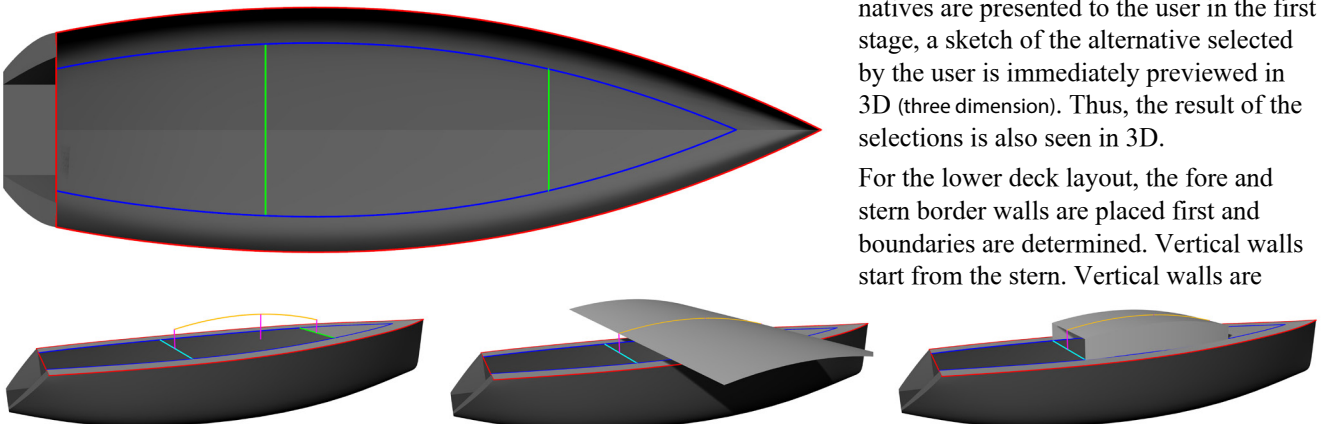 natives are presented to the user in the first
stage, a sketch of the alternative selected
by the user is immediately previewed in
3D (three dimension). Thus, the result of the
selections is also seen in 3D.
For the lower deck layout, the fore and
stern border walls are placed first and
boundaries are determined. Vertical walls
start from the stern. Vertical walls are